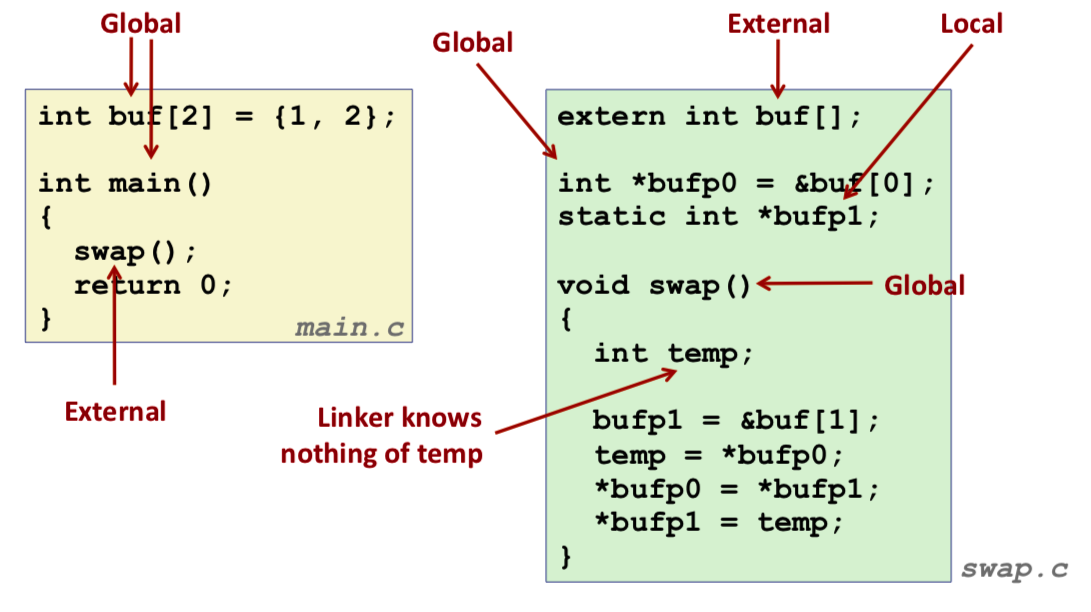 Global
int buf[2] = {1, 2};
int main()
{
  swap();
  return 0;
}
main.c
External
Global
External
Local
extern int buf[];
int *bufp0 = &buf[0];
static int *bufp1;
void swap()
Global
{
  int temp;
Linker knows
nothing of temp
  bufp1 = &buf[1];
  temp = *bufp0;
  *bufp0 = *bufp1;
  *bufp1 = temp;
}
swap.c